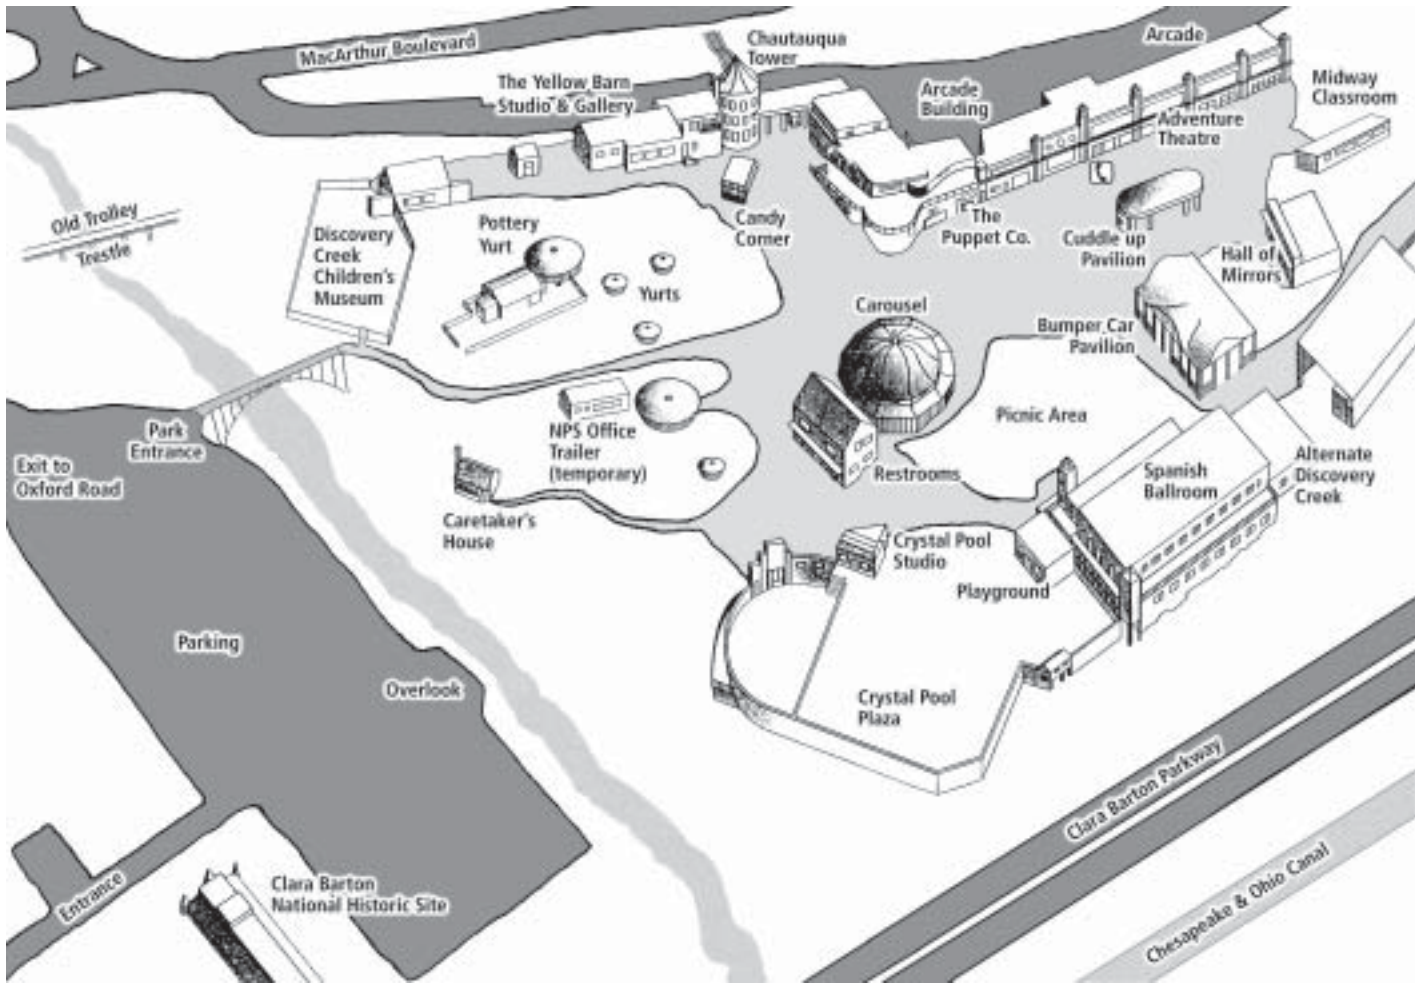 MacArthur Boulevard
Chautauqua
Tower
Arcade
The Yellow Barn
Studio & Gallery
Arcade
Building
Midway
Classroom
Adventure
Theatre
Old Trolley
Trestle
Discovery
Creek
Children's
Museum
Pottery
Yurt
Yurts
Candy
Corner
The
Puppet Co.
Cuddle up
Pavilion
Hall of
Mirrors
Carousel
Bumper Car
Pavilion
Park
Entrance
Exit to
Oxford Road
NPS Office
Trailer
(temporary)
Picnic Area
Restrooms
Spanish
Ballroom
Alternate
Discovery
Creek
Caretaker's
House
Crystal Pool
Studio
Playground
Parking
Overlook
Crystal Pool
Plaza
Clara Barton Parkway
Entrance
Clara Barton
National Historic Site
Chesapeake & Ohio Canal